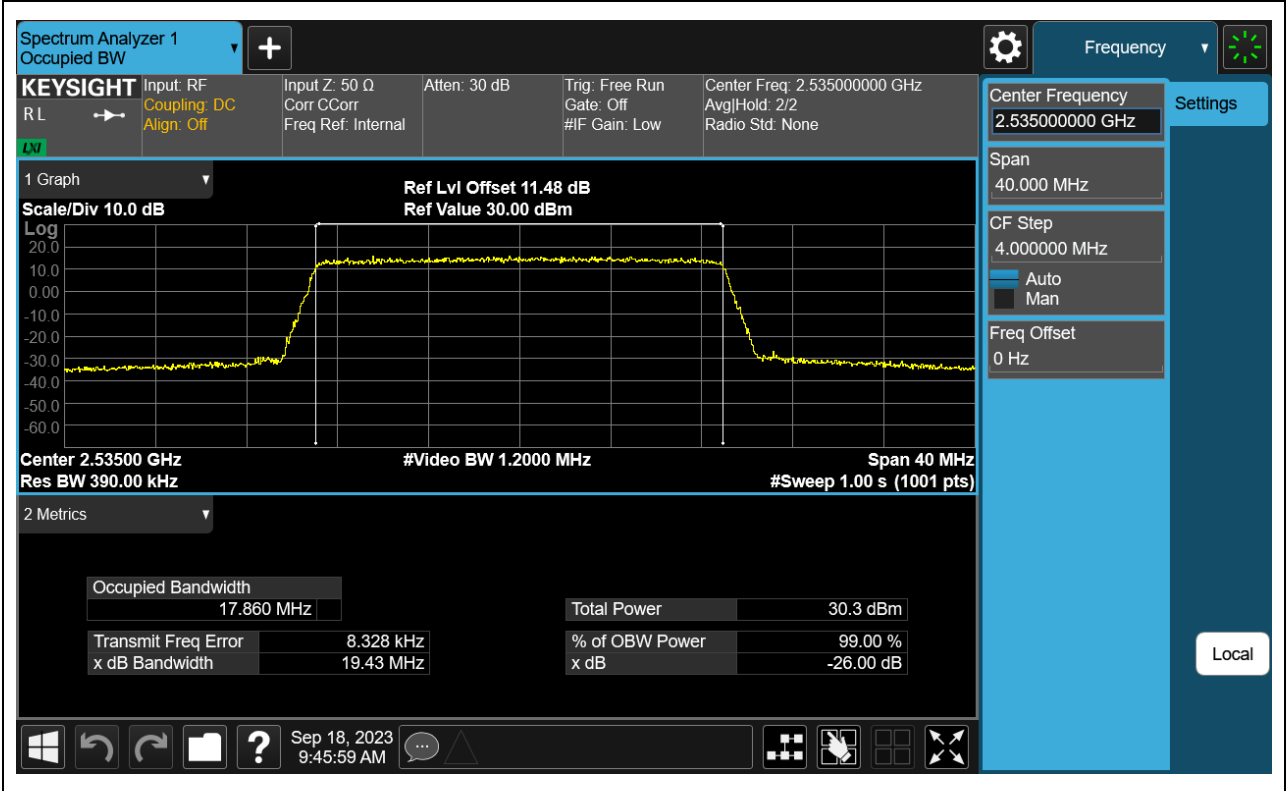 Spectrum Analyzer 1
Occupied BW
+
Frequency
KEYSIGHT
R L
LXI
Input: RF
Coupling: DC
Align: Off
Input Z: 50 Ω
Corr CCorr
Freq Ref: Internal
Atten: 30 dB
Trig: Free Run
Gate: Off
#IF Gain: Low
Center Freq: 2.535000000 GHz
Avg|Hold: 2/2
Radio Std: None
Center Frequency
2.535000000 GHz
Settings
Span
40.000 MHz
CF Step
4.000000 MHz
Auto
Man
Freq Offset
0 Hz
Local
1 Graph
Scale/Div 10.0 dB
Ref Lvl Offset 11.48 dB
Ref Value 30.00 dBm
Log
20.0
10.0
0.00
-10.0
-20.0
-30.0
-40.0
-50.0
-60.0
Center 2.53500 GHz
#Video BW 1.2000 MHz
Span 40 MHz
Res BW 390.00 kHz
#Sweep 1.00 s (1001 pts)
2 Metrics
Occupied Bandwidth
17.860 MHz
Total Power 30.3 dBm
Transmit Freq Error 8.328 kHz
% of OBW Power 99.00 %
x dB Bandwidth 19.43 MHz
x dB -26.00 dB
?
Sep 18, 2023
9:45:59 AM